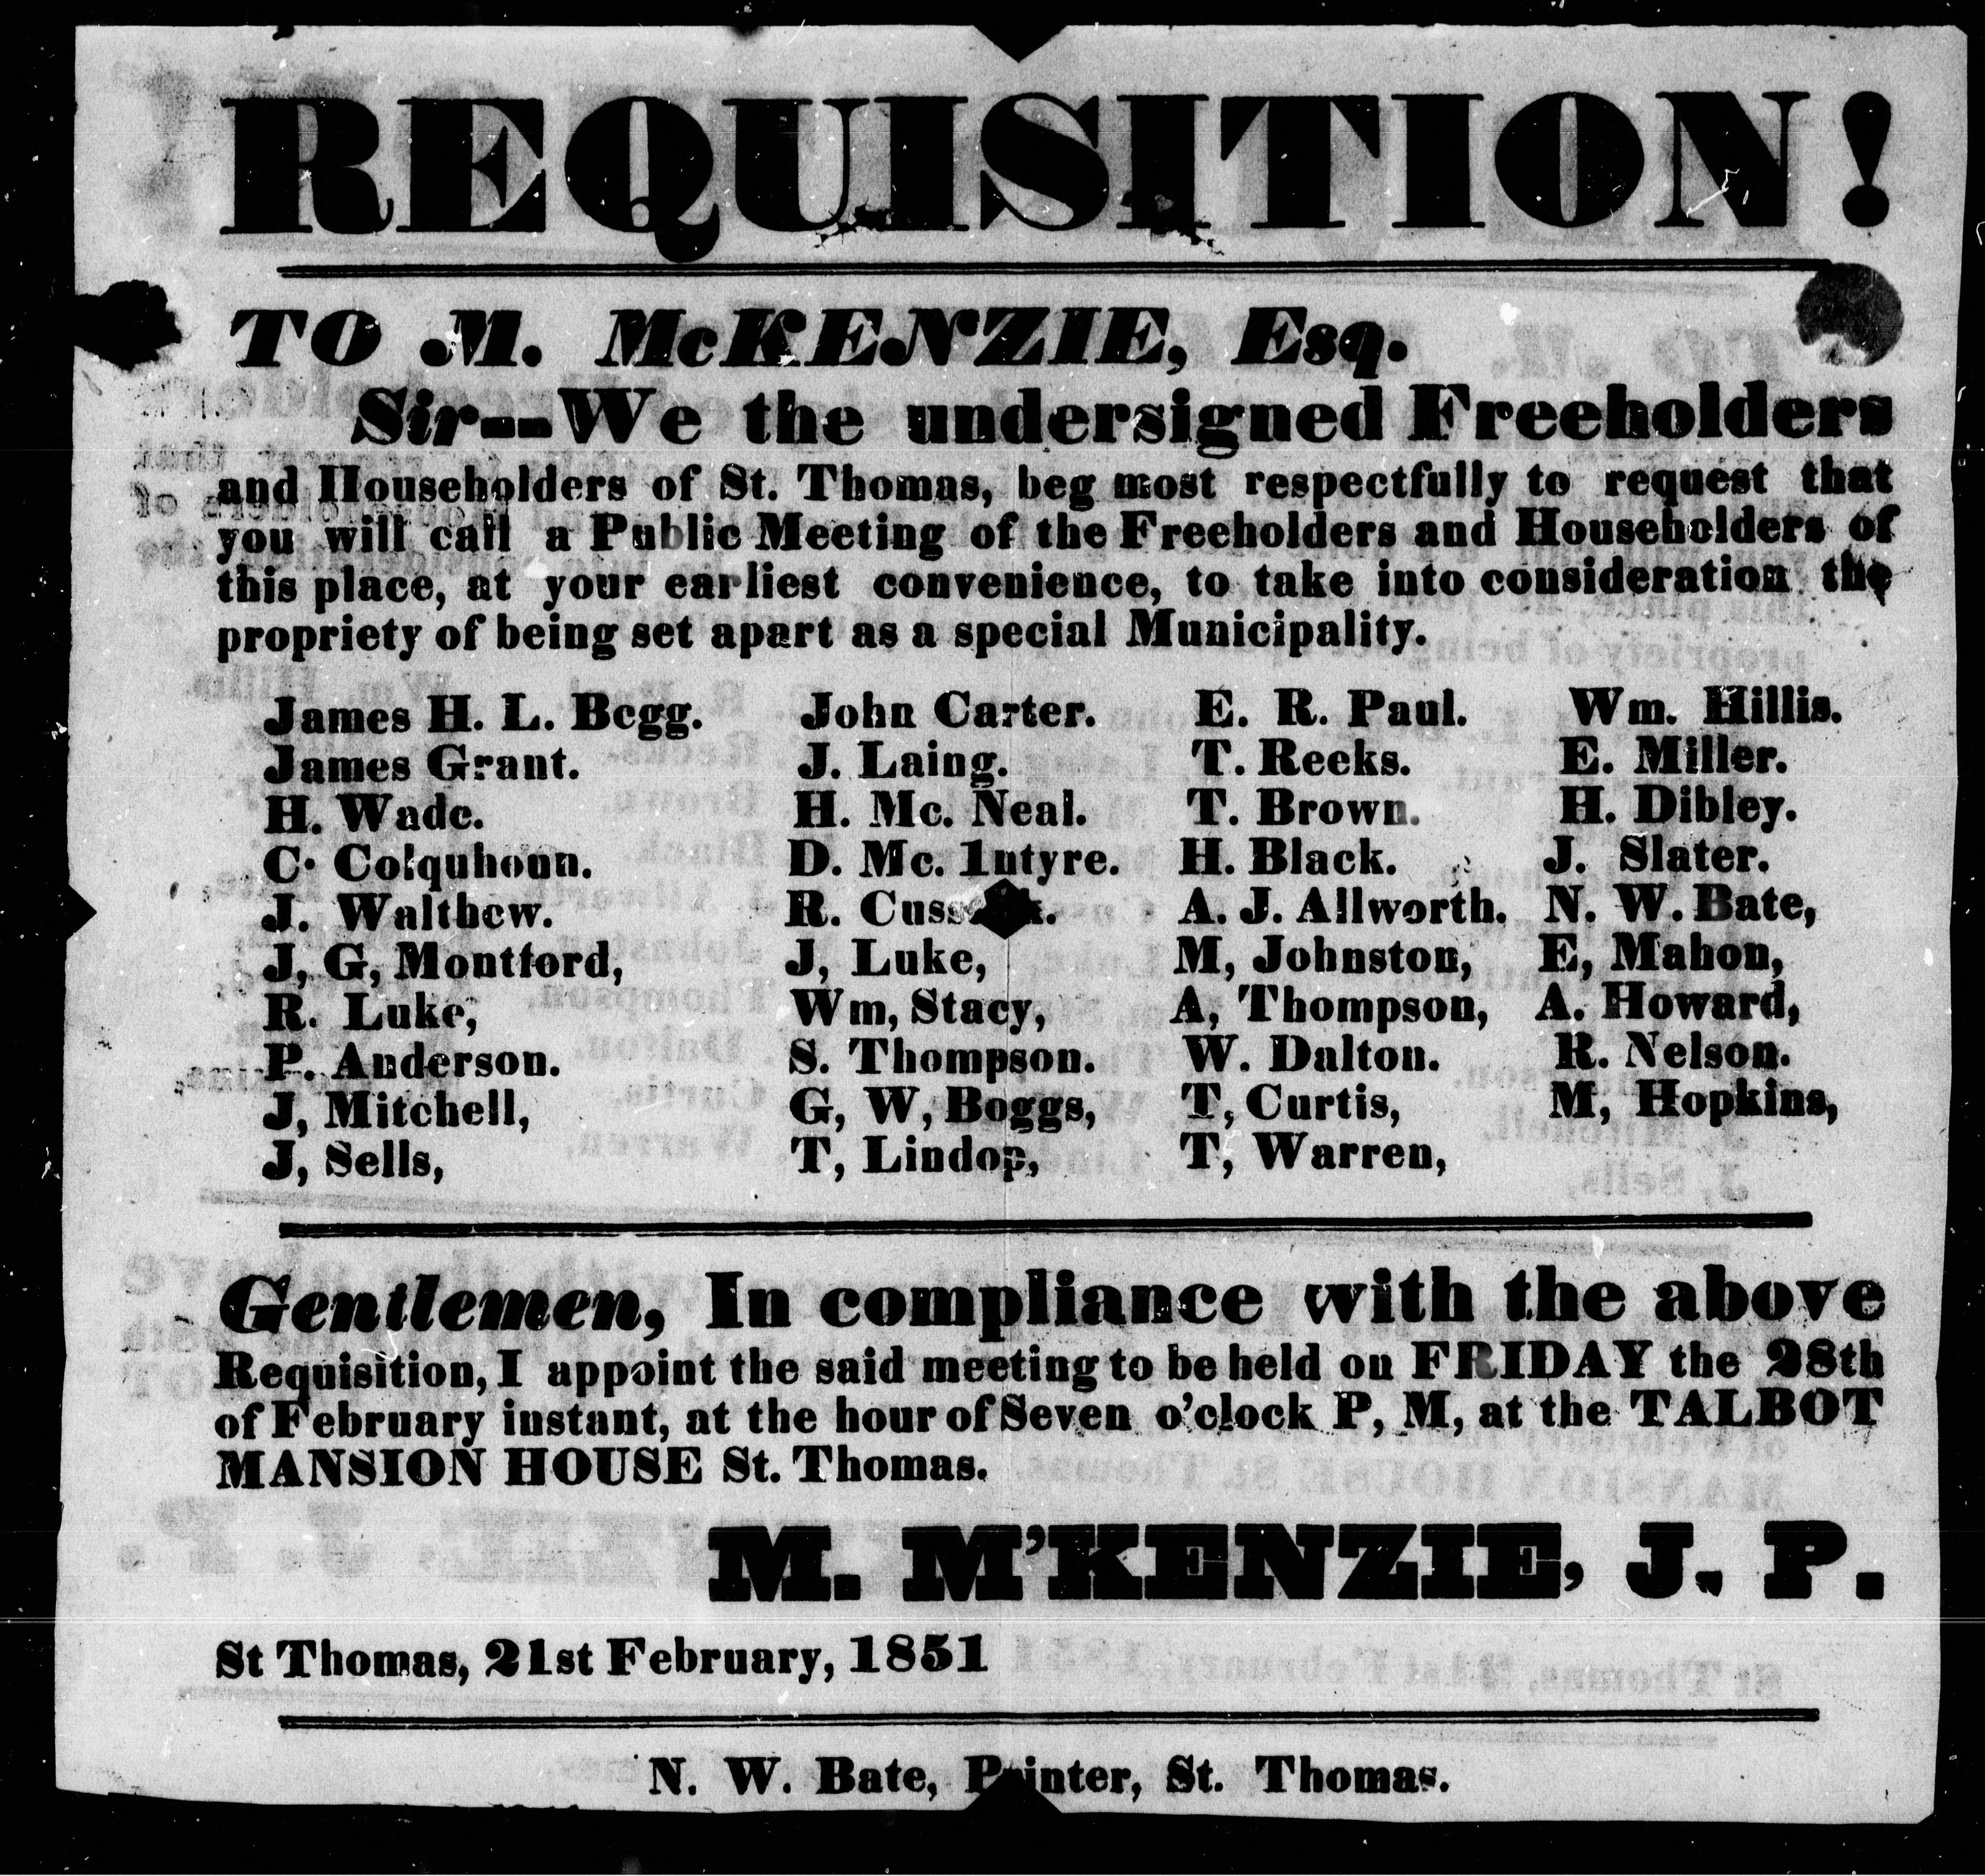 REQUISITION!
TO M. McKENZIE, Esq.
Sir--We the undersigned Freeholders
and Householders of St. Thomas, beg most respectfully to request that
you will call a Public Meeting of the Freeholders and Householders of
this place, at your earliest convenience, to take into consideration the
propriety of being set apart as a special Municipality.
James H. L. Begg. John Carter. E. R. Paul. Wm. Hillis.
James Grant. J. Laing. T. Reeks. E. Miller.
H. Wade. H. Mc. Neal. T. Brown. H. Dibley.
C. Colquhoun. D. Mc. Intyre. H. Black. J. Slater.
J. Walthew. R. A. J. Allworth. N. W. Bate,
J, G, Montford, J, Luke, M, Johnston, E, Mahon,
R. Luke, Wm, Stacy, A, Thompson, A. Howard,
P. Anderson. S. Thompson. W. Dalton. R. Nelson.
J, Mitchell, G, W, Boggs, T, Curtis, M, Hopkins,
J, Sells, T, Lindop, T, Warren,
Gentlemen, In compliance with the above
Requisition, I appoint the said meeting to be held on FRIDAY the 28th
of February instant, at the hour of Seven o'clock P, M, at the TALBOT
MANSION HOUSE St. Thomas.
M. M'KENZIE, J. P.
St Thomas, 21st February, 1851
N. W. Bate, Printer, St. Thomas.